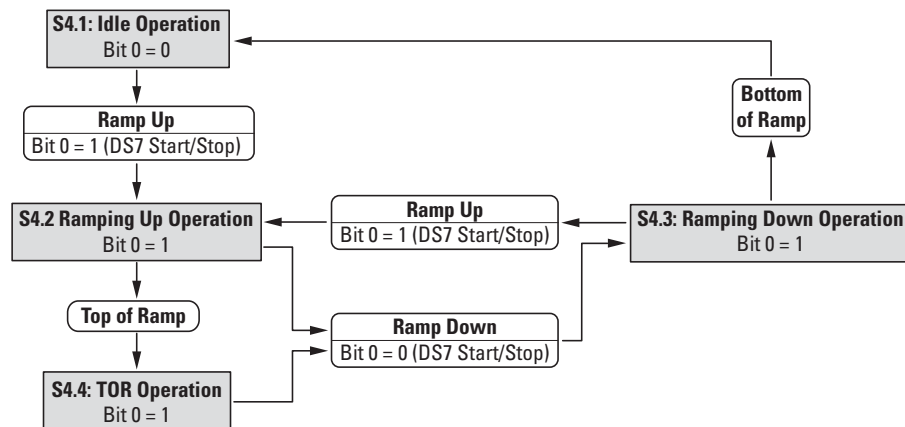 S4.1: Idle Operation
Bit 0 = 0
Bottom
of Ramp
Ramp Up
Bit 0 = 1 (DS7 Start/Stop)
S4.2 Ramping Up Operation
Bit 0 = 1
Ramp Up
Bit 0 = 1 (DS7 Start/Stop)
S4.3: Ramping Down Operation
Bit 0 = 1
Top of Ramp
Ramp Down
Bit 0 = 0 (DS7 Start/Stop)
S4.4: TOR Operation
Bit 0 = 1